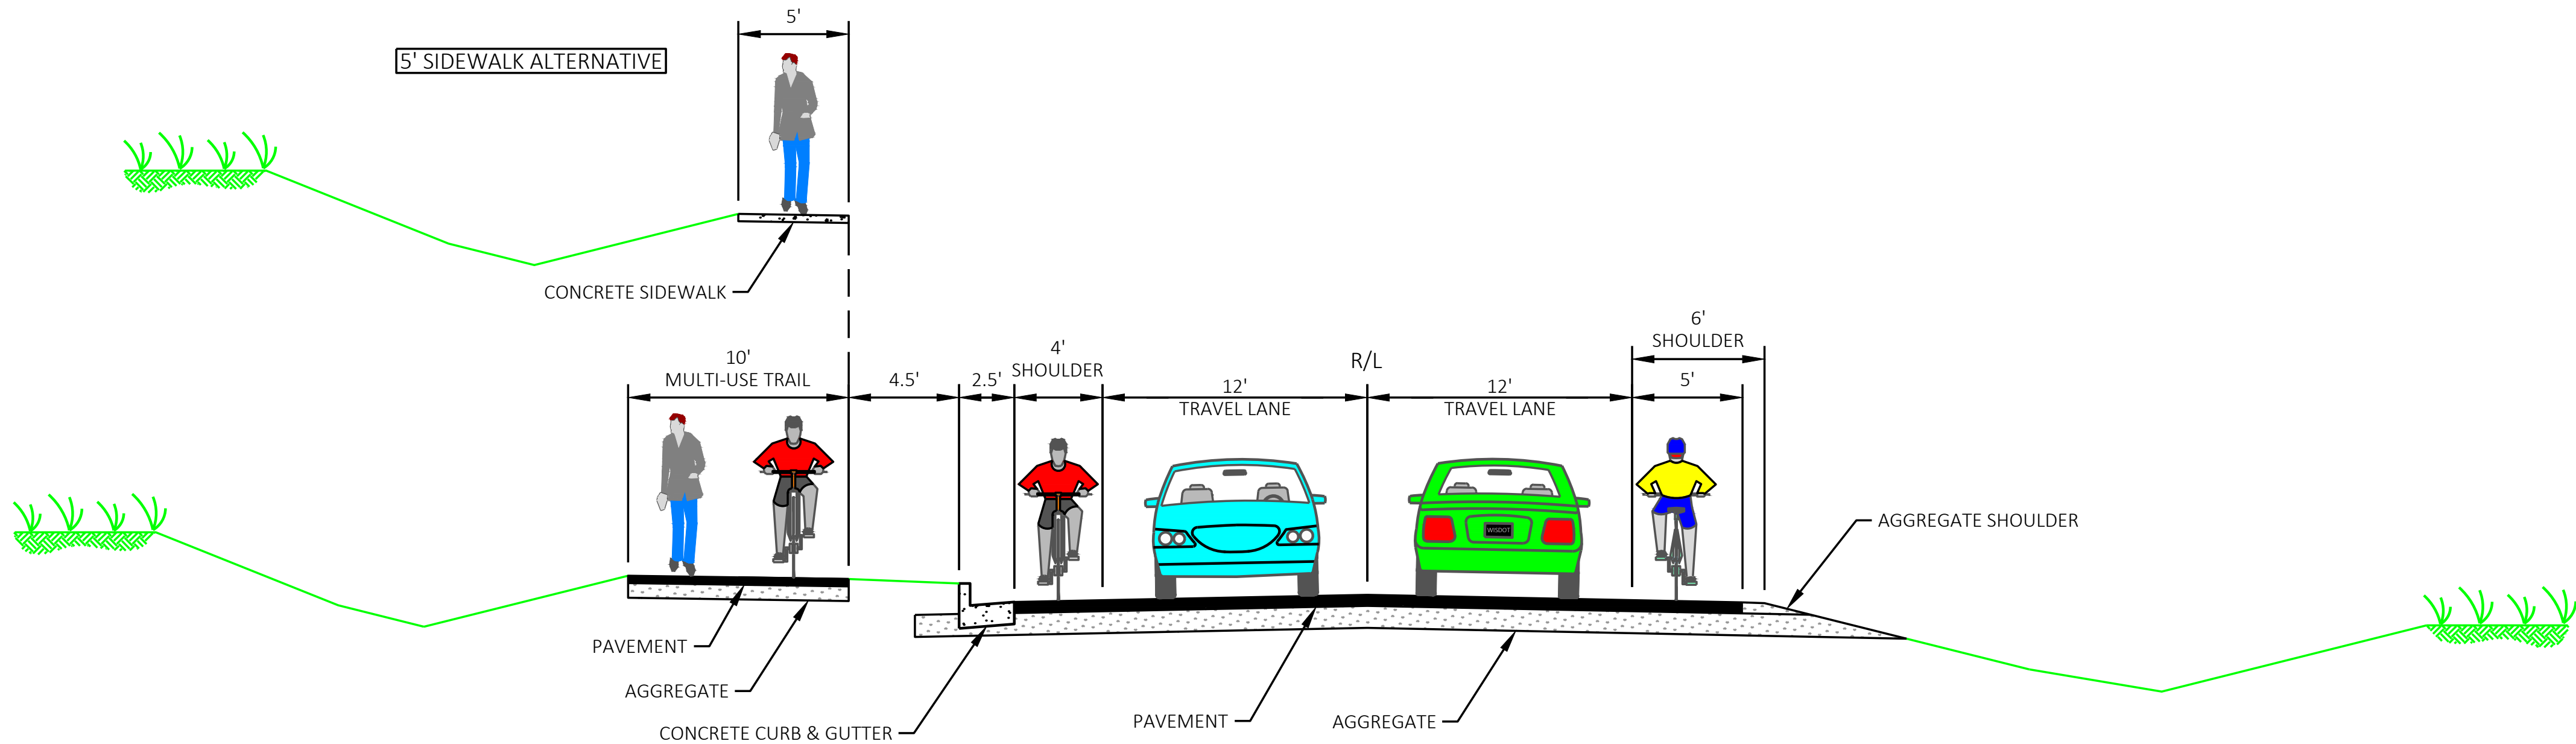 5'
5' SIDEWALK ALTERNATIVE
CONCRETE SIDEWALK
10'
MULTI-USE TRAIL
4.5'
2.5'
4'
SHOULDER
12'
TRAVEL LANE
R/L
12'
TRAVEL LANE
6'
SHOULDER
5'
WISDOT
AGGREGATE SHOULDER
PAVEMENT
AGGREGATE
CONCRETE CURB & GUTTER
PAVEMENT
AGGREGATE